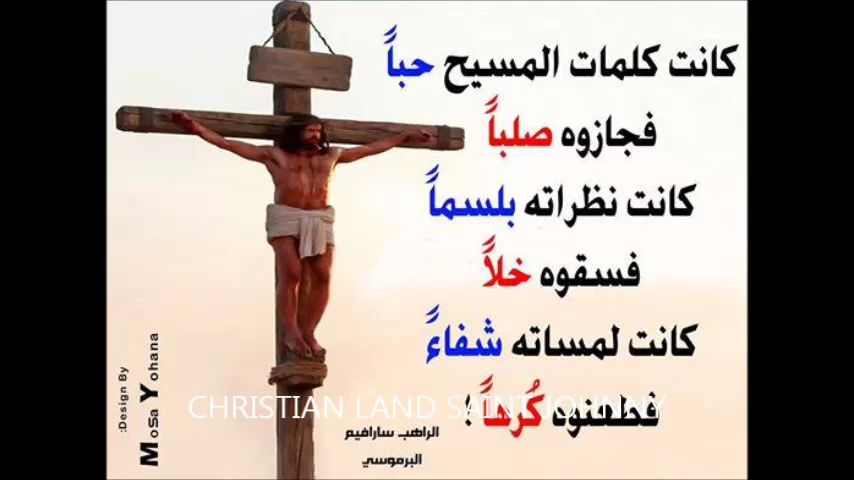 كانت كلمات المسيح حباً
فجازوه صلباً
كانت نظراته بلسماً
فسقوه خلاً
كانت لمساته شفاءً
فطعنوه كُرهاً !
CHRISTIAN LAND SAINT JOHNNY
الراهب سارافيم
البرموسي
:Design By
MoSa Yohana